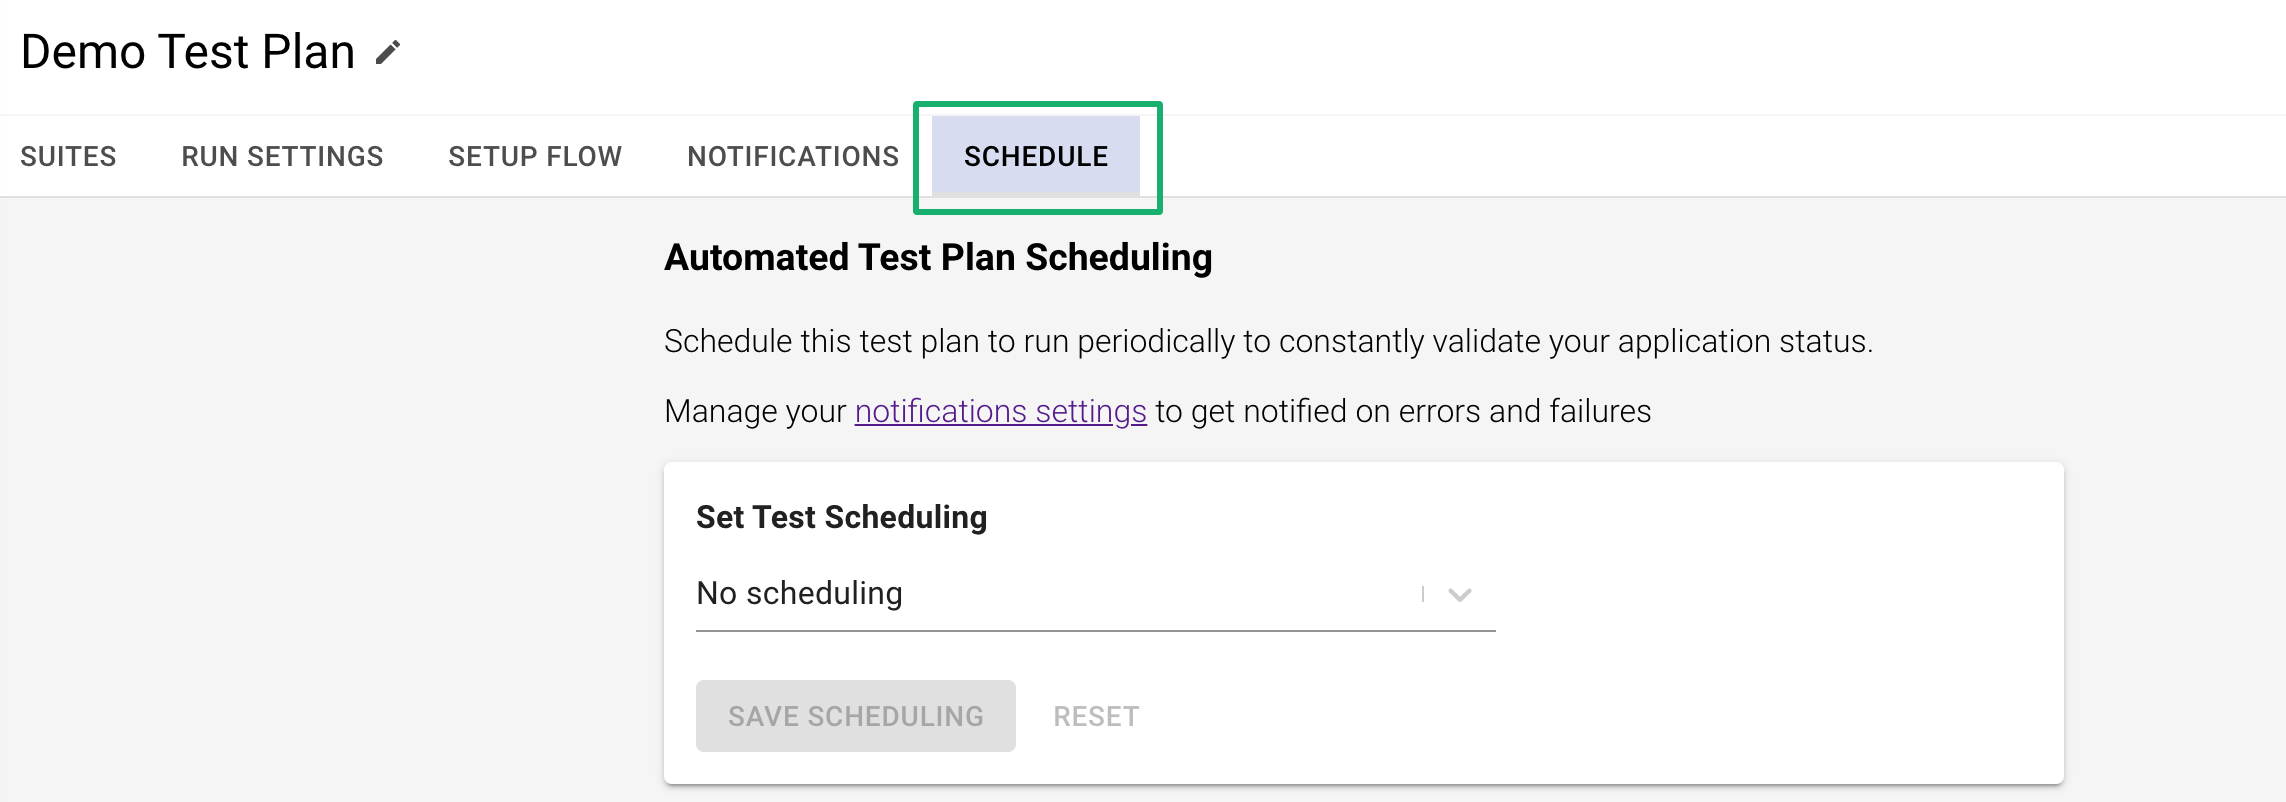 Demo Test Plan
SUITES RUN SETTINGS SETUP FLOW NOTIFICATIONS SCHEDULE
Automated Test Plan Scheduling
Schedule this test plan to run periodically to constantly validate your application status.
Manage your notifications settings to get notified on errors and failures
Set Test Scheduling
No scheduling
SAVE SCHEDULING RESET